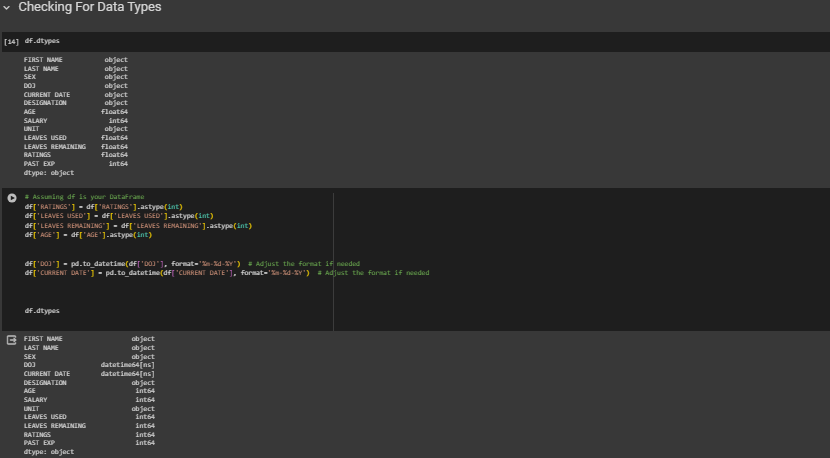 Checking For Data Types
[14] df.dtypes
FIRST NAME object
LAST NAME object
SEX object
DOJ object
CURRENT DATE object
DESIGNATION object
AGE float64
SALARY int64
UNIT object
LEAVES USED float64
LEAVES REMAINING float64
RATINGS float64
PAST EXP int64
dtype: object
# Assuming df is your DataFrame
df['RATINGS'] = df['RATINGS'].astype(int)
df['LEAVES USED'] = df['LEAVES USED'].astype(int)
df['LEAVES REMAINING'] = df['LEAVES REMAINING'].astype(int)
df['AGE'] = df['AGE'].astype(int)
df['DOJ'] = pd.to_datetime(df['DOJ'], format='%m-%d-%Y') # Adjust the format if needed
df['CURRENT DATE'] = pd.to_datetime(df['CURRENT DATE'], format='%m-%d-%Y') # Adjust the format if needed
df.dtypes
FIRST NAME object
LAST NAME object
SEX object
DOJ datetime64[ns]
CURRENT DATE datetime64[ns]
DESIGNATION object
AGE int64
SALARY int64
UNIT object
LEAVES USED int64
LEAVES REMAINING int64
RATINGS int64
PAST EXP int64
dtype: object